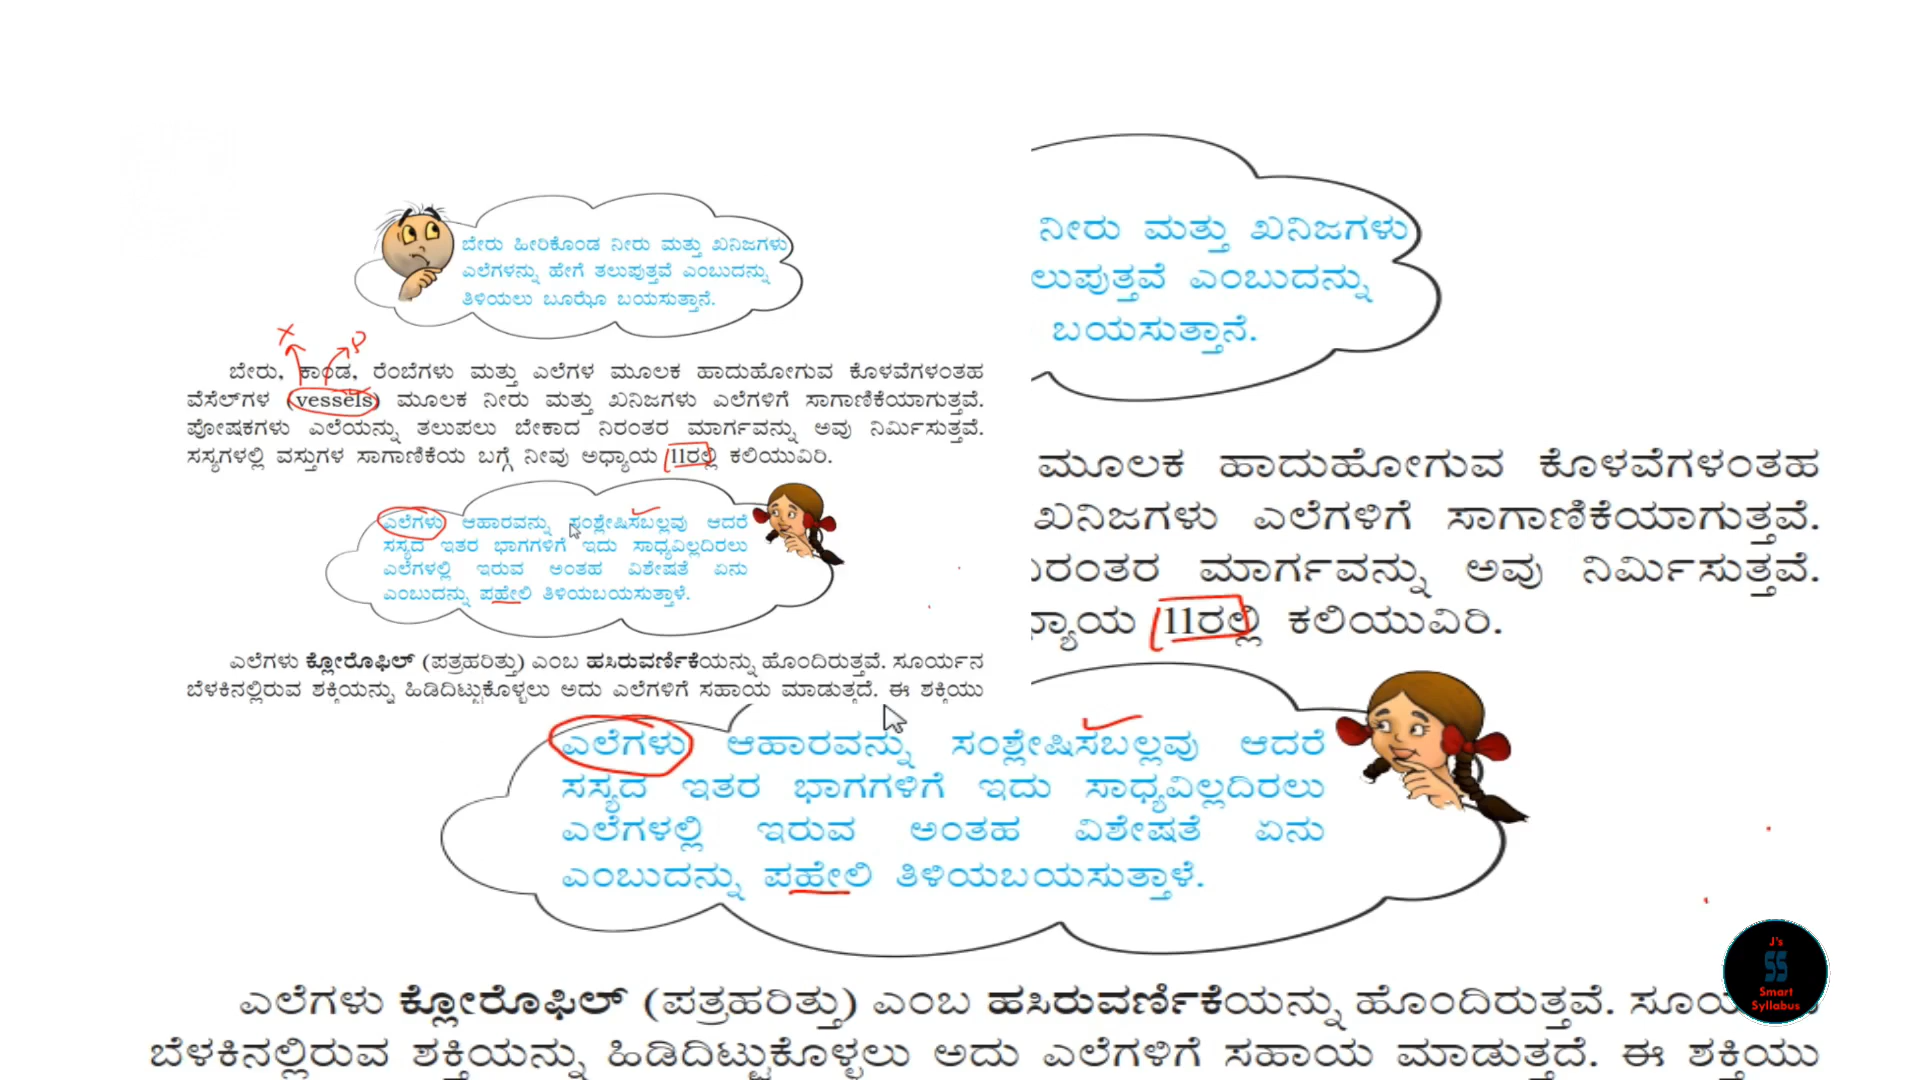 ಬೇರು ಹೀರಿಕೊಂಡ ನೀರು ಮತ್ತು ಖನಿಜಗಳು
ಎಲೆಗಳನ್ನು ಹೇಗೆ ತಲುಪುತ್ತವೆ ಎಂಬುದನ್ನು
ತಿಳಿಯಲು ಬೂಝೊ ಬಯಸುತ್ತಾನೆ.
X P
ಬೇರು, ಕಾಂಡ, ರೆಂಬೆಗಳು ಮತ್ತು ಎಲೆಗಳ ಮೂಲಕ ಹಾದುಹೋಗುವ ಕೊಳವೆಗಳಂತಹ
ವೆಸೆಲ್‌ಗಳ (vessels) ಮೂಲಕ ನೀರು ಮತ್ತು ಖನಿಜಗಳು ಎಲೆಗಳಿಗೆ ಸಾಗಾಣಿಕೆಯಾಗುತ್ತವೆ.
ಪೋಷಕಗಳು ಎಲೆಯನ್ನು ತಲುಪಲು ಬೇಕಾದ ನಿರಂತರ ಮಾರ್ಗವನ್ನು ಅವು ನಿರ್ಮಿಸುತ್ತವೆ.
ಸಸ್ಯಗಳಲ್ಲಿ ವಸ್ತುಗಳ ಸಾಗಾಣಿಕೆಯ ಬಗ್ಗೆ ನೀವು ಅಧ್ಯಾಯ 11ರಲ್ಲಿ ಕಲಿಯುವಿರಿ.
ಎಲೆಗಳು ಆಹಾರವನ್ನು ಸಂಶ್ಲೇಷಿಸಬಲ್ಲವು ಆದರೆ
ಸಸ್ಯದ ಇತರ ಭಾಗಗಳಿಗೆ ಇದು ಸಾಧ್ಯವಿಲ್ಲದಿರಲು
ಎಲೆಗಳಲ್ಲಿ ಇರುವ ಅಂತಹ ವಿಶೇಷತೆ ಏನು
ಎಂಬುದನ್ನು ಪಹೇಲಿ ತಿಳಿಯಬಯಸುತ್ತಾಳೆ.
ಎಲೆಗಳು ಕ್ಲೋರೊಫಿಲ್ (ಪತ್ರಹರಿತ್ತು) ಎಂಬ ಹಸಿರುವರ್ಣಿಕೆಯನ್ನು ಹೊಂದಿರುತ್ತವೆ. ಸೂರ್ಯನ
ಬೆಳಕಿನಲ್ಲಿರುವ ಶಕ್ತಿಯನ್ನು ಹಿಡಿದಿಟ್ಟುಕೊಳ್ಳಲು ಅದು ಎಲೆಗಳಿಗೆ ಸಹಾಯ ಮಾಡುತ್ತದೆ. ಈ ಶಕ್ತಿಯು
ನೀರು ಮತ್ತು ಖನಿಜಗಳು
ಲುಪುತ್ತವೆ ಎಂಬುದನ್ನು
ಬಯಸುತ್ತಾನೆ.
ಮೂಲಕ ಹಾದುಹೋಗುವ ಕೊಳವೆಗಳಂತಹ
ಖನಿಜಗಳು ಎಲೆಗಳಿಗೆ ಸಾಗಾಣಿಕೆಯಾಗುತ್ತವೆ.
ಮಾರ್ಗವನ್ನು ಅವು ನಿರ್ಮಿಸುತ್ತವೆ.
11ರಲ್ಲಿ ಕಲಿಯುವಿರಿ.
ಎಲೆಗಳು ಆಹಾರವನ್ನು ಸಂಶ್ಲೇಷಿಸಬಲ್ಲವು ಆದರೆ
ಸಸ್ಯದ ಇತರ ಭಾಗಗಳಿಗೆ ಇದು ಸಾಧ್ಯವಿಲ್ಲದಿರಲು
ಎಲೆಗಳಲ್ಲಿ ಇರುವ ಅಂತಹ ವಿಶೇಷತೆ ಏನು
ಎಂಬುದನ್ನು ಪಹೇಲಿ ತಿಳಿಯಬಯಸುತ್ತಾಳೆ.
ಎಲೆಗಳು ಕ್ಲೋರೊಫಿಲ್ (ಪತ್ರಹರಿತ್ತು) ಎಂಬ ಹಸಿರುವರ್ಣಿಕೆಯನ್ನು ಹೊಂದಿರುತ್ತವೆ.
ಬೆಳಕಿನಲ್ಲಿರುವ ಶಕ್ತಿಯನ್ನು ಹಿಡಿದಿಟ್ಟುಕೊಳ್ಳಲು ಅದು ಎಲೆಗಳಿಗೆ ಸಹಾಯ ಮಾಡುತ್ತದೆ. ಈ ಶಕ್ತಿಯು
J's
SS
Smart
Syllabus